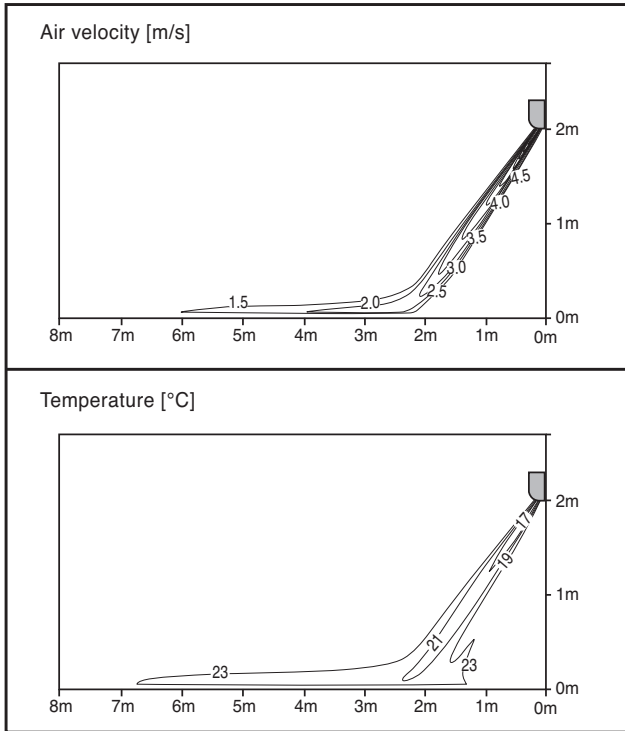 Air velocity [m/s]
2m
4.5
4.0
1m
3.5
3.0
2.5
1.5 2.0
0m
8m 7m 6m 5m 4m 3m 2m 1m 0m
Temperature [°C]
2m
17
19
1m
21
23 23
0m
8m 7m 6m 5m 4m 3m 2m 1m 0m